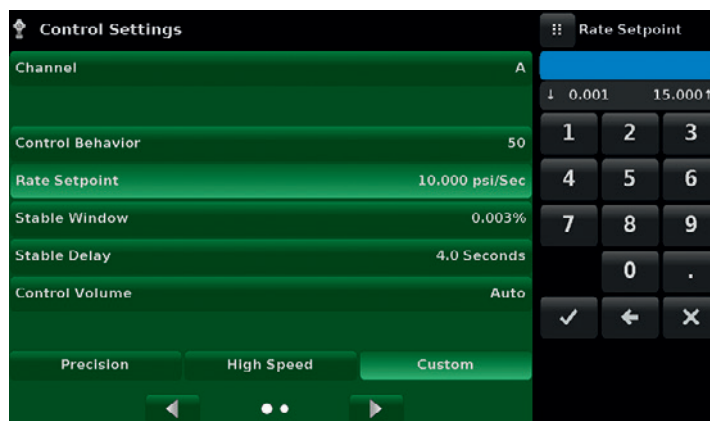 Control Settings
Rate Setpoint
Channel A
↓ 0.001 15.000↑
Control Behavior 50
1 2 3
Rate Setpoint 10.000 psi/Sec
4 5 6
Stable Window 0.003%
7 8 9
Stable Delay 4.0 Seconds
0 .
Control Volume Auto
Precision High Speed Custom